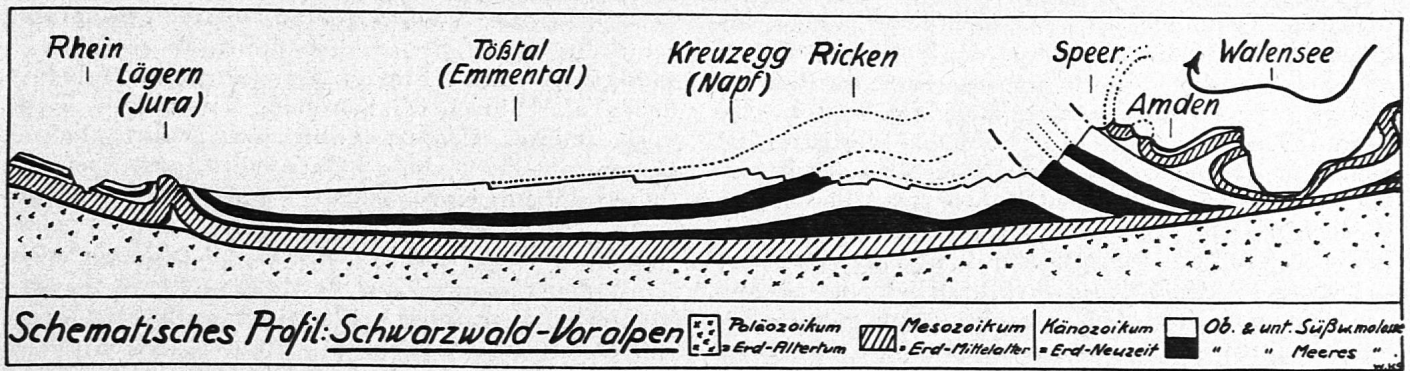 Rhein
Lägern
(Jura)
Tößtal
(Emmental)
Kreuzegg
(Napf)
Ricken
Speer
Walensee
Amden
Schematisches Profil: Schwarzwald-Voralpen
Paläozoikum
= Erd-Altertum
Mesozoikum
= Erd-Mittelalter
Känozoikum
= Erd-Neuzeit
Ob. & unt. Süßw.molasse
" " Meeres " .